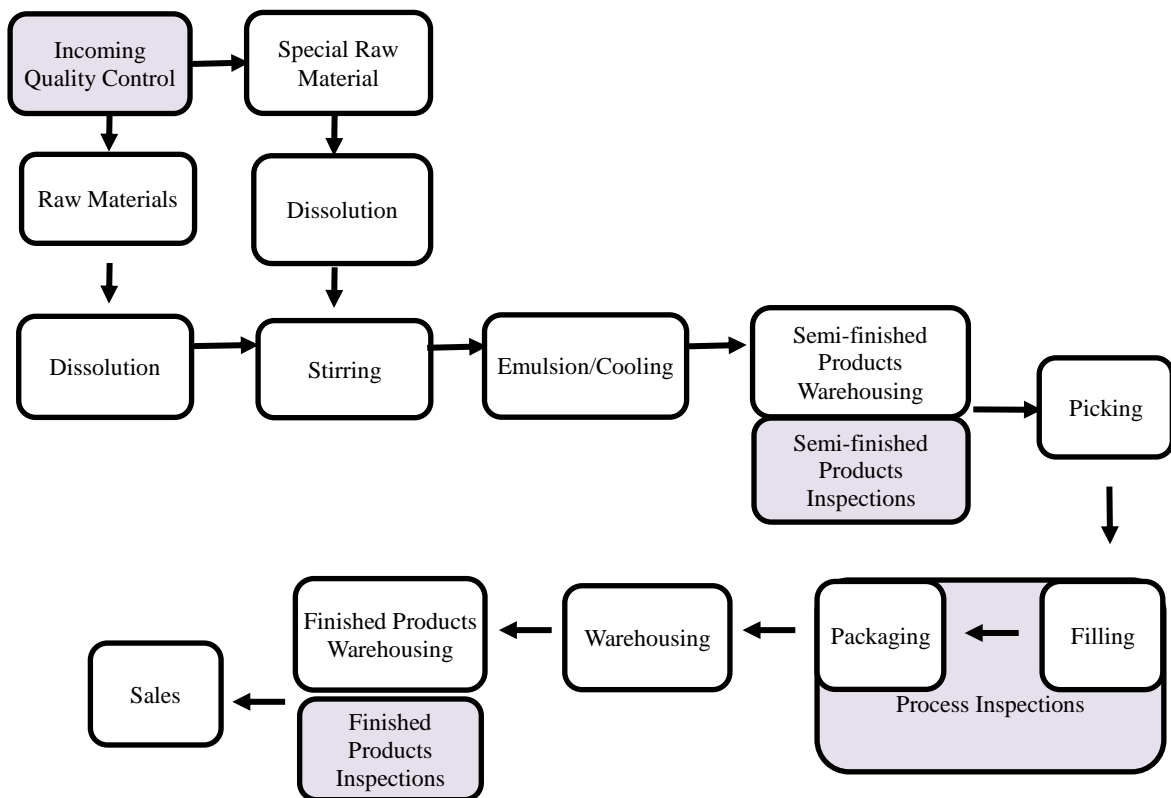 Incoming
Quality Control
Special Raw
Material
Raw Materials
Dissolution
Dissolution
Stirring
Emulsion/Cooling
Semi-finished
Products
Warehousing
Semi-finished
Products
Inspections
Picking
Filling
Packaging
Process Inspections
Warehousing
Finished Products
Warehousing
Finished
Products
Inspections
Sales